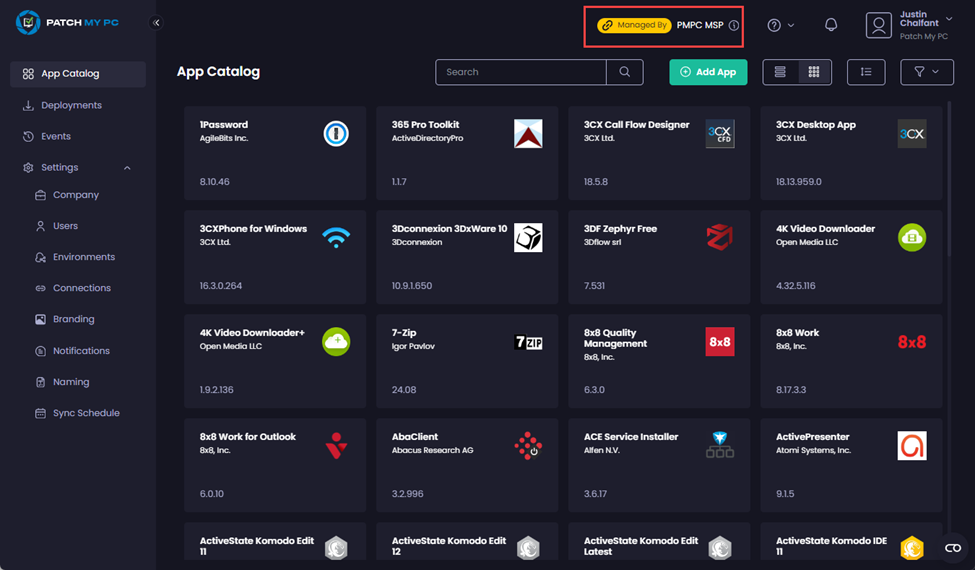 PATCH MY PC
Managed By PMPC MSP
Justin
Chalfant
Patch My PC
App Catalog
Deployments
Events
Settings
Company
Users
Environments
Connections
Branding
Notifications
Naming
Sync Schedule
App Catalog
Search
Add App
1Password
AgileBits Inc.
8.10.46
365 Pro Toolkit
ActiveDirectoryPro
1.1.7
3CX Call Flow Designer
3CX Ltd.
3CX
CFD
18.5.8
3CX Desktop App
3CX Ltd.
3CX
18.13.959.0
3CXPhone for Windows
3CX Ltd.
16.3.0.264
3Dconnexion 3DxWare 10
3Dconnexion
10.9.1.650
3DF Zephyr Free
3Dflow srl
7.531
4K Video Downloader
Open Media LLC
4.32.5.116
4K Video Downloader+
Open Media LLC
1.9.2.136
7-Zip
Igor Pavlov
7ZIP
24.08
8x8 Quality
Management
8x8, Inc.
8x8
6.3.0
8x8 Work
8x8, Inc.
8x8
8.17.3.3
8x8 Work for Outlook
8x8, Inc.
6.0.10
AbaClient
Abacus Research AG
3.2.996
ACE Service Installer
Alfen N.V.
3.6.17
ActivePresenter
Atomi Systems, Inc.
9.1.5
ActiveState Komodo Edit
11
ActiveState Komodo Edit
12
ActiveState Komodo Edit
Latest
ActiveState Komodo IDE
11